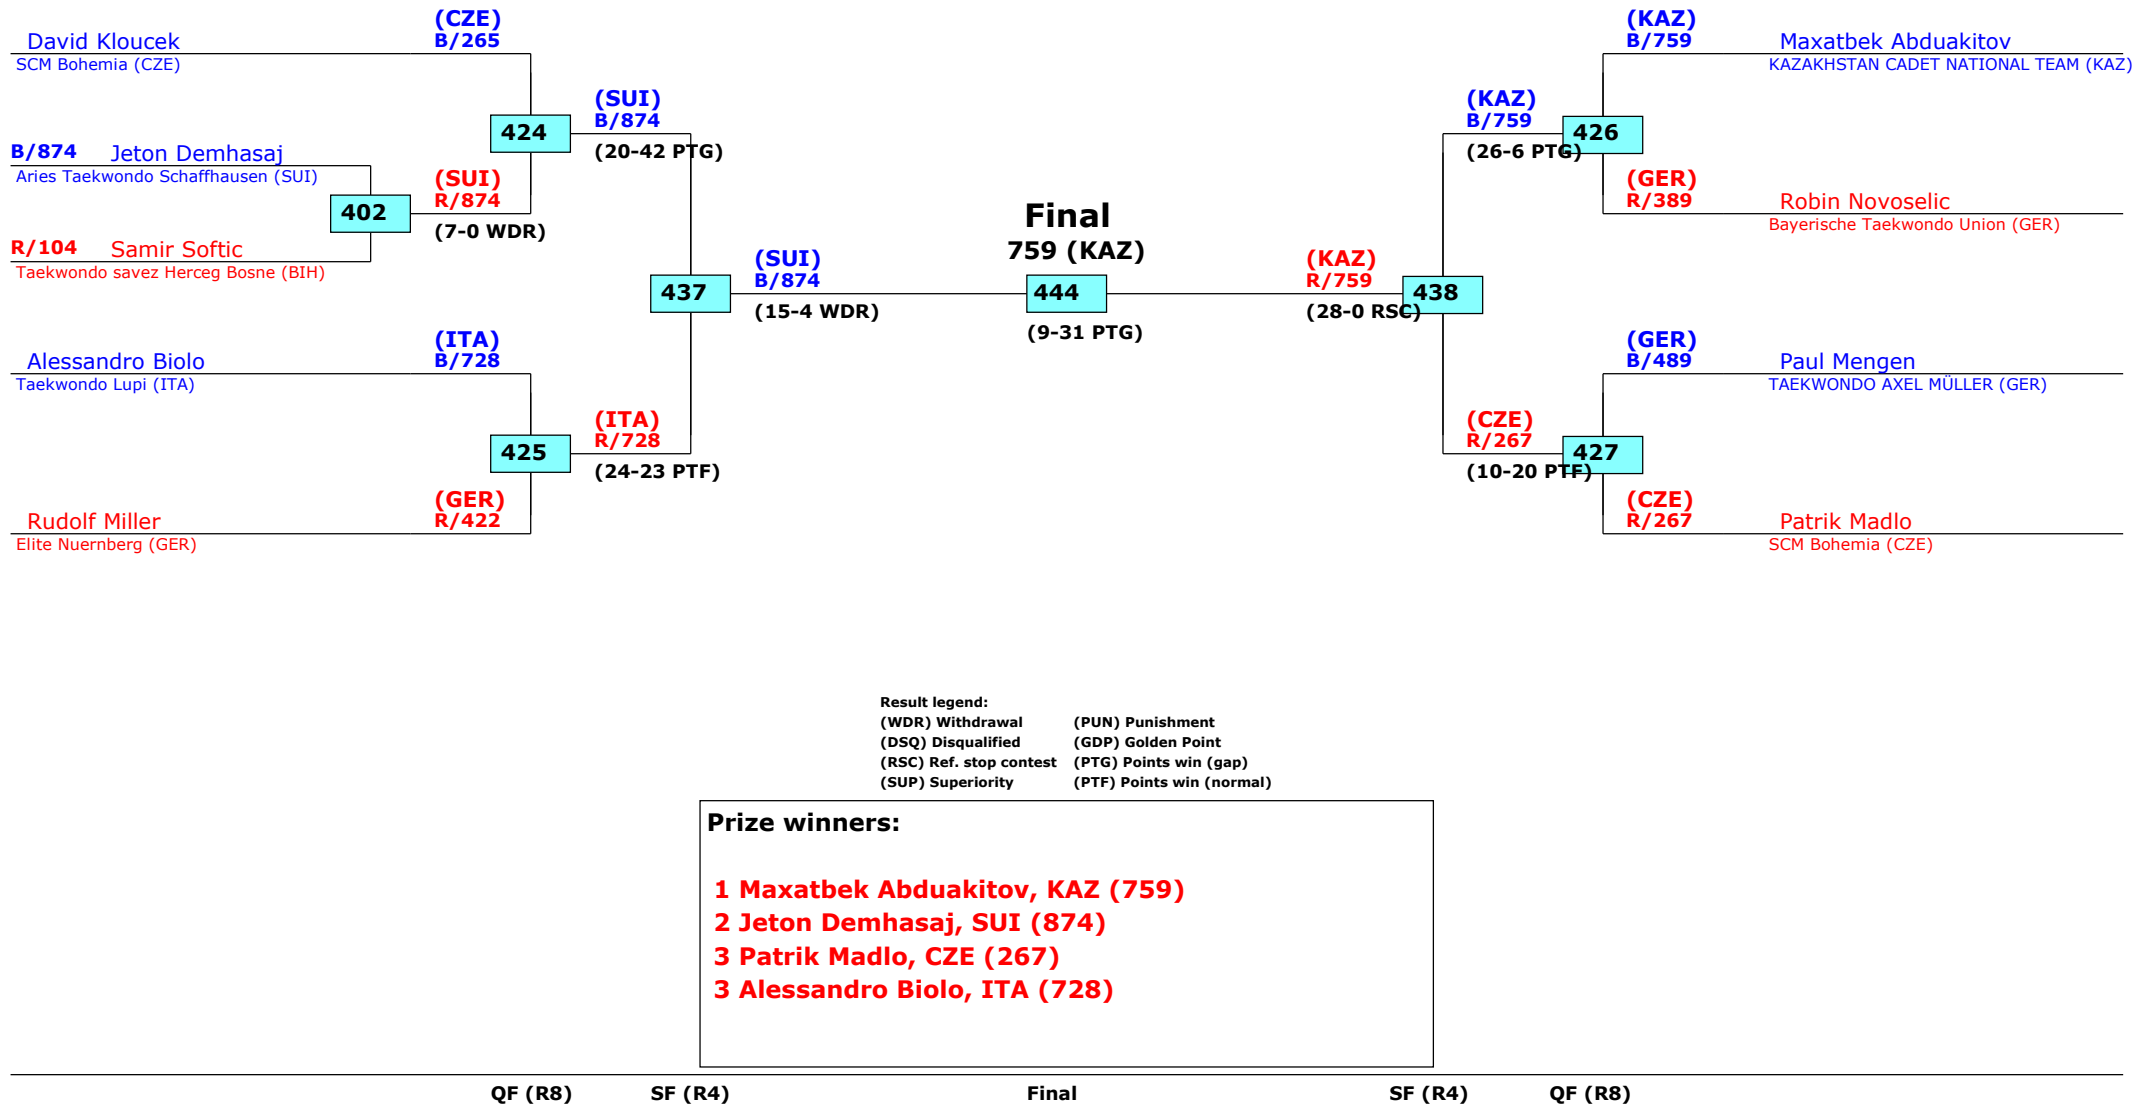 (CZE)
B/265
David Kloucek
SCM Bohemia (CZE)
(SUI)
B/874
424
(20-42 PTG)
B/874 Jeton Demhasaj
Aries Taekwondo Schaffhausen (SUI)
(SUI)
R/874
402
(7-0 WDR)
R/104 Samir Softic
Taekwondo savez Herceg Bosne (BIH)
(SUI)
B/874
437
(15-4 WDR)
(ITA)
B/728
Alessandro Biolo
Taekwondo Lupi (ITA)
(ITA)
R/728
425
(24-23 PTF)
(GER)
R/422
Rudolf Miller
Elite Nuernberg (GER)
Final
759 (KAZ)
444
(9-31 PTG)
(KAZ)
B/759
Maxatbek Abduakitov
KAZAKHSTAN CADET NATIONAL TEAM (KAZ)
(KAZ)
B/759
426
(26-6 PTG)
(GER)
R/389
Robin Novoselic
Bayerische Taekwondo Union (GER)
(KAZ)
R/759
438
(28-0 RSC)
(GER)
B/489
Paul Mengen
TAEKWONDO AXEL MÜLLER (GER)
(CZE)
R/267
427
(10-20 PTF)
(CZE)
R/267
Patrik Madlo
SCM Bohemia (CZE)
Result legend:
(WDR) Withdrawal (PUN) Punishment
(DSQ) Disqualified (GDP) Golden Point
(RSC) Ref. stop contest (PTG) Points win (gap)
(SUP) Superiority (PTF) Points win (normal)
Prize winners:
1 Maxatbek Abduakitov, KAZ (759)
2 Jeton Demhasaj, SUI (874)
3 Patrik Madlo, CZE (267)
3 Alessandro Biolo, ITA (728)
QF (R8) SF (R4) Final SF (R4) QF (R8)